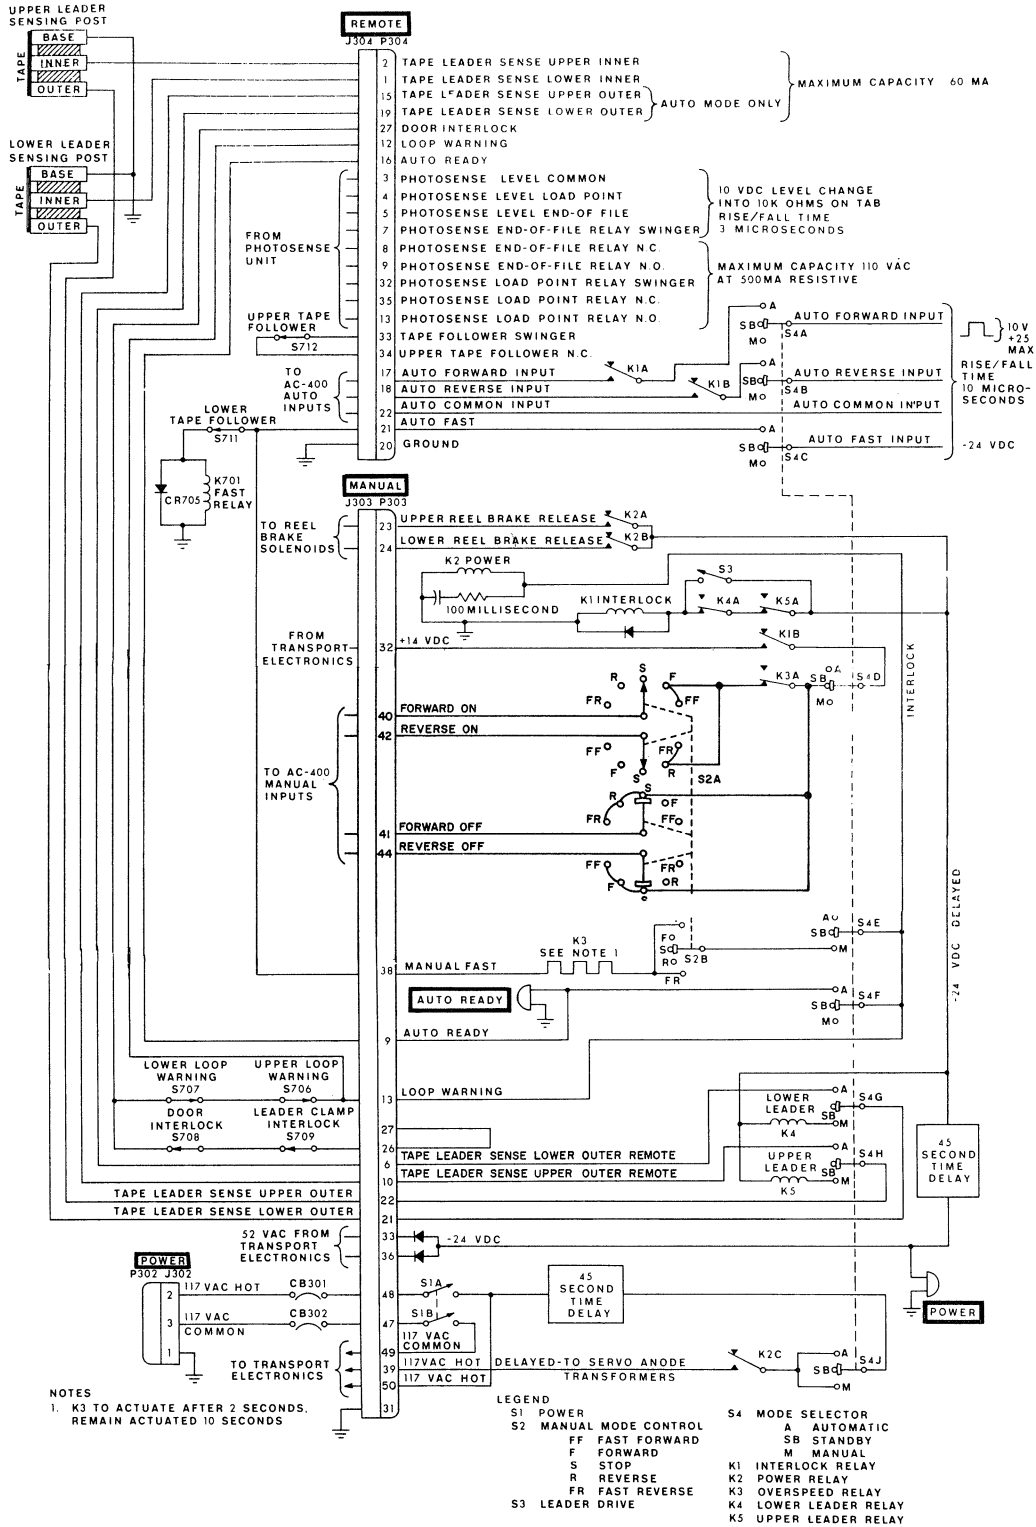 UPPER LEADER
SENSING POST
BASE
INNER
OUTER
TAPE
LOWER LEADER
SENSING POST
BASE
INNER
OUTER
TAPE
REMOTE
J304 P304
2 TAPE LEADER SENSE UPPER INNER
1 TAPE LEADER SENSE LOWER INNER
15 TAPE LEADER SENSE UPPER OUTER
19 TAPE LEADER SENSE LOWER OUTER
AUTO MODE ONLY
MAXIMUM CAPACITY 60 MA
27 DOOR INTERLOCK
12 LOOP WARNING
16 AUTO READY
3 PHOTOSENSE LEVEL COMMON
4 PHOTOSENSE LEVEL LOAD POINT
5 PHOTOSENSE LEVEL END-OF FILE
7 PHOTOSENSE END-OF-FILE RELAY SWINGER
10 VDC LEVEL CHANGE
INTO 10K OHMS ON TAB
RISE/FALL TIME
3 MICROSECONDS
FROM
PHOTOSENSE
UNIT
8 PHOTOSENSE END-OF-FILE RELAY N.C.
9 PHOTOSENSE END-OF-FILE RELAY N.O.
32 PHOTOSENSE LOAD POINT RELAY SWINGER
35 PHOTOSENSE LOAD POINT RELAY N.C.
13 PHOTOSENSE LOAD POINT RELAY N.O.
MAXIMUM CAPACITY 110 VAC
AT 500MA RESISTIVE
UPPER TAPE
FOLLOWER
S712
33 TAPE FOLLOWER SWINGER
34 UPPER TAPE FOLLOWER N.C.
TO
AC-400
AUTO
INPUTS
17 AUTO FORWARD INPUT
18 AUTO REVERSE INPUT
22 AUTO COMMON INPUT
21 AUTO FAST
20 GROUND
K1A
K1B
A
SB
M
S4A
AUTO FORWARD INPUT
A
SB
M
S4B
AUTO REVERSE INPUT
AUTO COMMON INPUT
A
SB
M
S4C
AUTO FAST INPUT
-24 VDC
10V
+25
MAX
RISE/FALL
TIME
10 MICRO-
SECONDS
LOWER
TAPE FOLLOWER
S711
CR705
K701
FAST
RELAY
MANUAL
J303 P303
TO REEL
BRAKE
SOLENOIDS
23 UPPER REEL BRAKE RELEASE
24 LOWER REEL BRAKE RELEASE
K2A
K2B
K2 POWER
100 MILLISECOND
K1 INTERLOCK
S3
K4A
K5A
FROM
TRANSPORT
ELECTRONICS
32 +14 VDC
K1B
K3A
A
SB
M
S4D
INTERLOCK
-24 VDC DELAYED
TO AC-400
MANUAL
INPUTS
40 FORWARD ON
42 REVERSE ON
41 FORWARD OFF
44 REVERSE OFF
R
S
F
FR
FF
FF
FR
F
S
R
S2A
R
S
F
FR
FF
FF
FR
F
R
38 MANUAL FAST
K3
SEE NOTE 1
F
S
R
FR
S2B
A
SB
M
S4E
AUTO READY
A
SB
M
S4F
9 AUTO READY
LOWER LOOP
WARNING
S707
UPPER LOOP
WARNING
S706
13 LOOP WARNING
DOOR
INTERLOCK
S708
LEADER CLAMP
INTERLOCK
S709
27
26
6 TAPE LEADER SENSE LOWER OUTER REMOTE
10 TAPE LEADER SENSE UPPER OUTER REMOTE
TAPE LEADER SENSE UPPER OUTER 22
TAPE LEADER SENSE LOWER OUTER 21
LOWER
LEADER
K4
A
SB
M
S4G
UPPER
LEADER
K5
A
SB
M
S4H
45
SECOND
TIME
DELAY
52 VAC FROM
TRANSPORT
ELECTRONICS
33
36
-24 VDC
POWER
POWER
P302 J302
2 117 VAC HOT
CB301
48
S1A
3 117 VAC
COMMON
CB302
47
S1B
1
117 VAC
COMMON
45
SECOND
TIME
DELAY
TO TRANSPORT
ELECTRONICS
49
39 117VAC HOT DELAYED-TO SERVO ANODE
TRANSFORMERS
50 117 VAC HOT
31
K2C
A
SB
M
S4J
NOTES
1. K3 TO ACTUATE AFTER 2 SECONDS,
REMAIN ACTUATED 10 SECONDS
LEGEND
S1 POWER
S2 MANUAL MODE CONTROL
FF FAST FORWARD
F FORWARD
S STOP
R REVERSE
FR FAST REVERSE
S3 LEADER DRIVE
S4 MODE SELECTOR
A AUTOMATIC
SB STANDBY
M MANUAL
K1 INTERLOCK RELAY
K2 POWER RELAY
K3 OVERSPEED RELAY
K4 LOWER LEADER RELAY
K5 UPPER LEADER RELAY